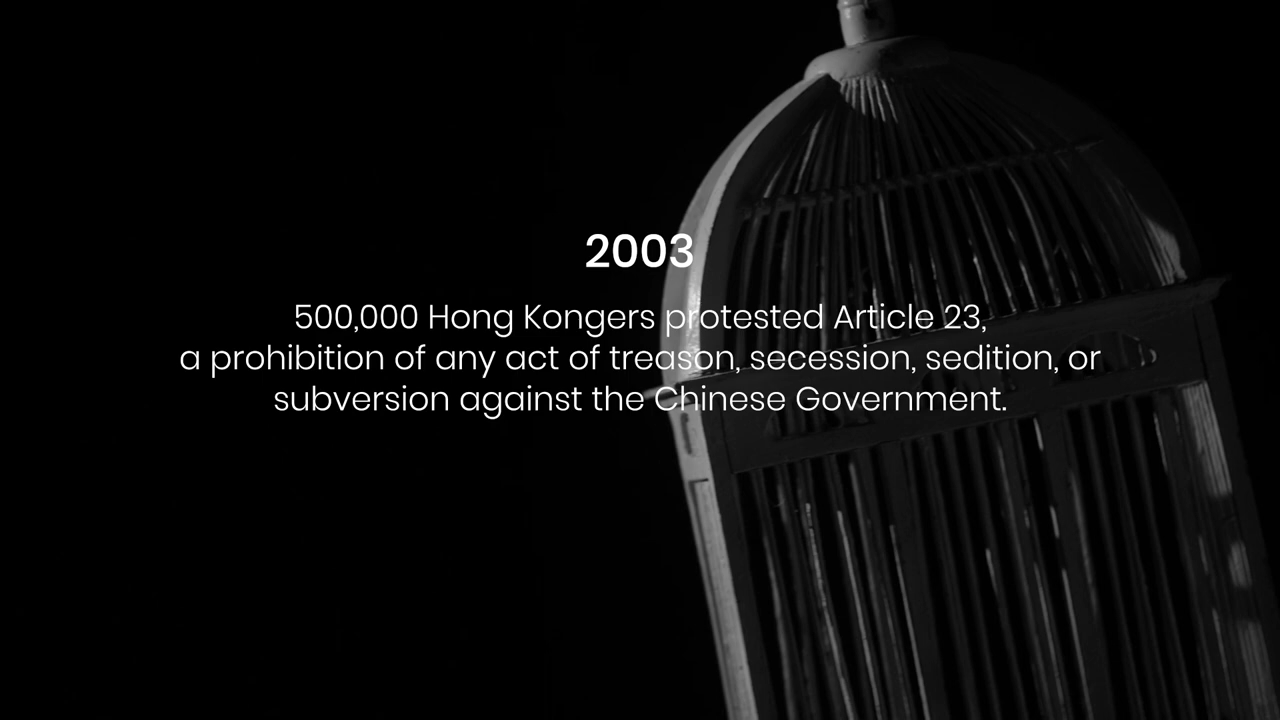 2003
500,000 Hong Kongers protested Article 23,
a prohibition of any act of treason, secession, sedition, or
subversion against the Chinese Government.